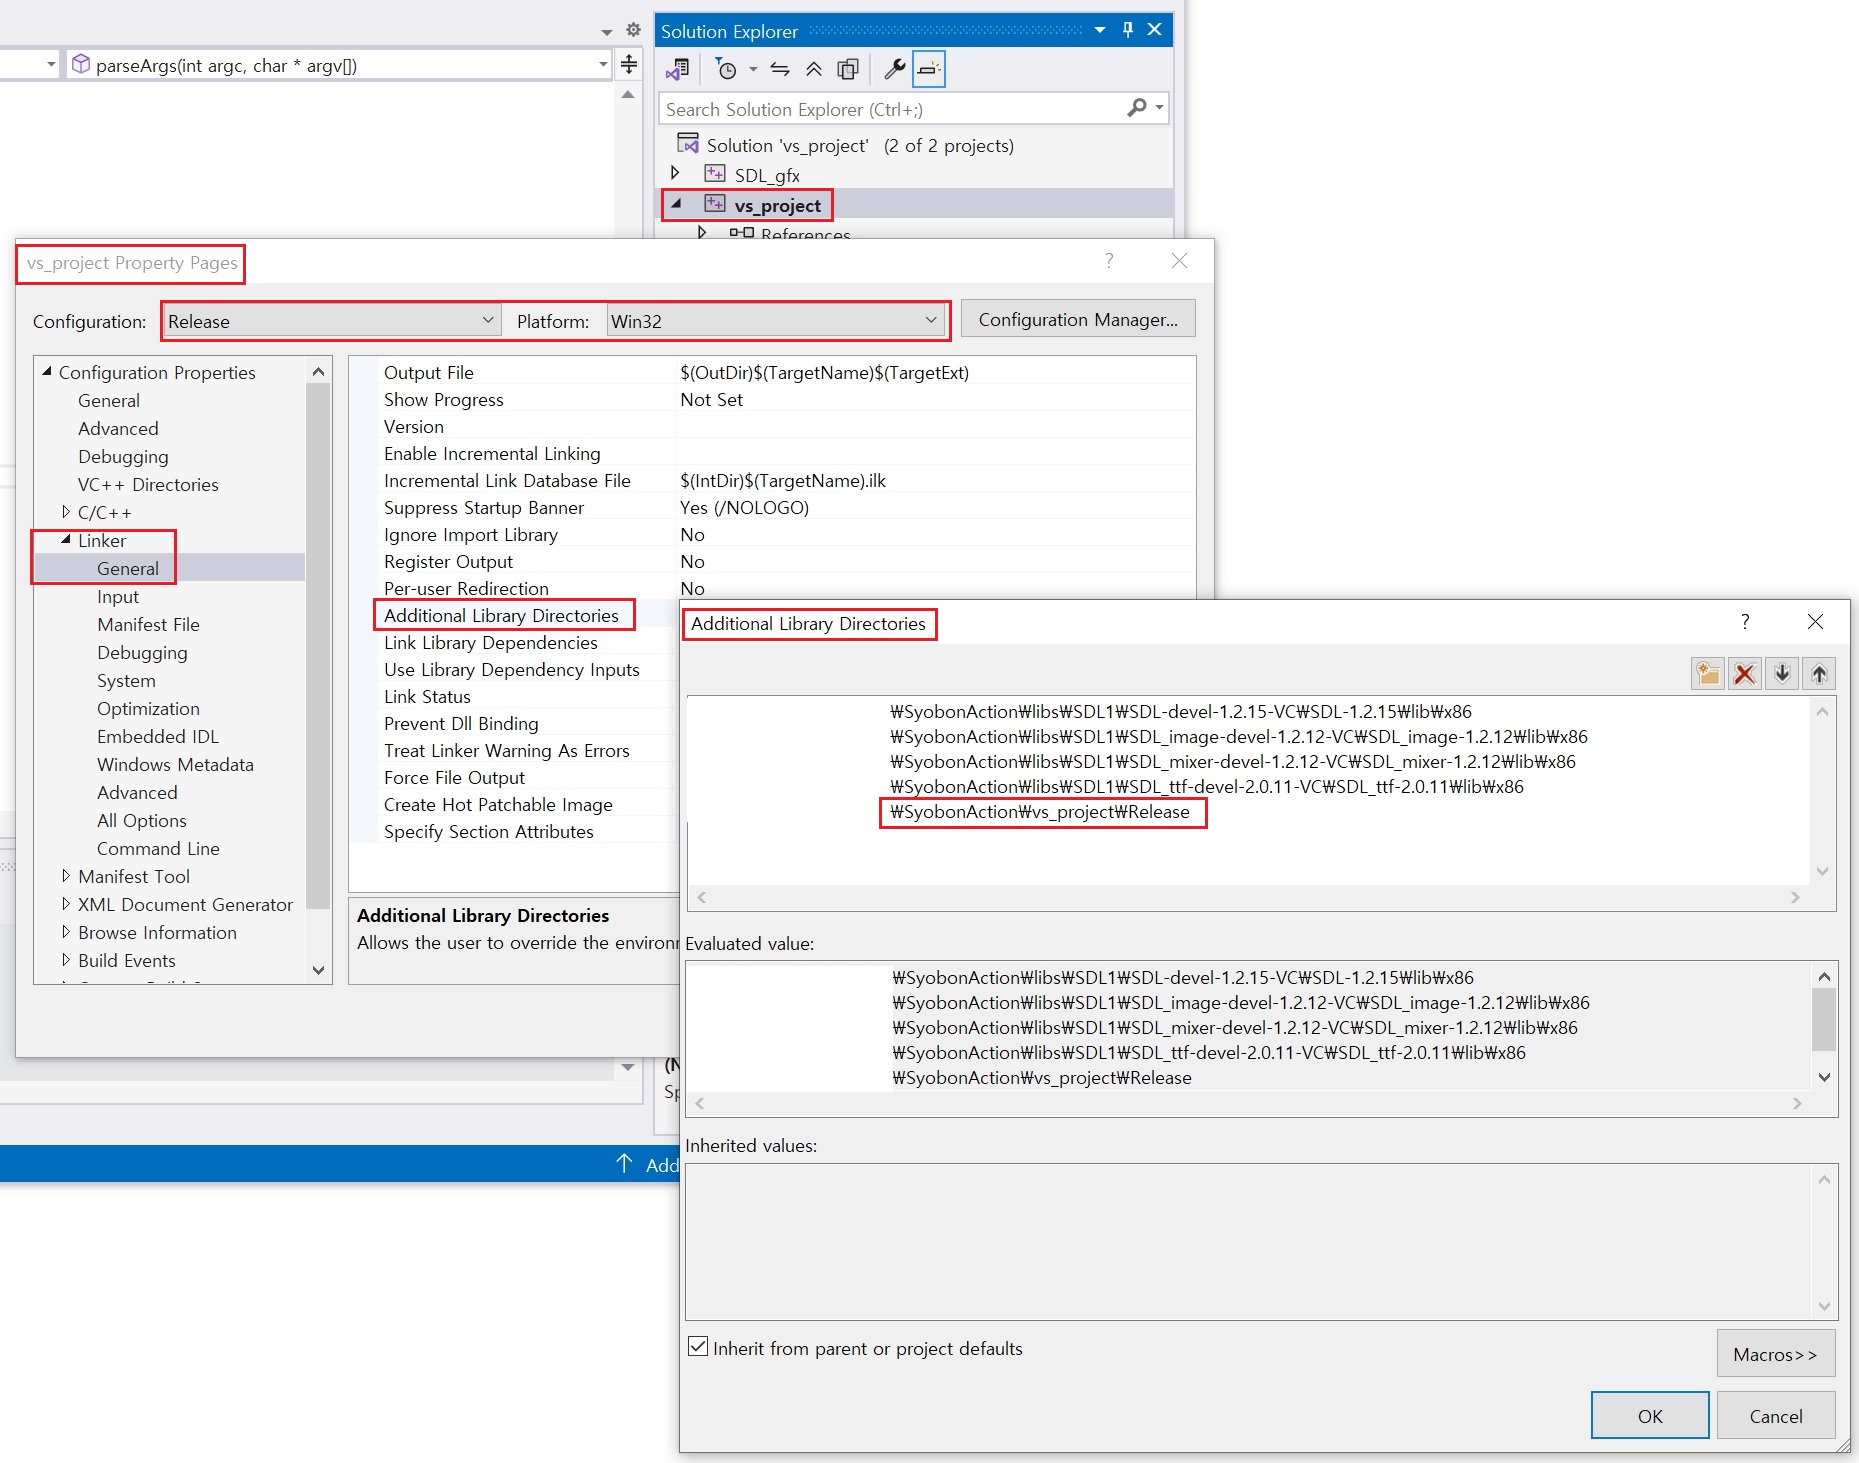 parseArgs(int argc, char * argv[])
Solution Explorer
Search Solution Explorer (Ctrl+;)
Solution 'vs_project' (2 of 2 projects)
SDL_gfx
vs_project
References
vs_project Property Pages
?
Configuration: Release Platform: Win32 Configuration Manager...
Configuration Properties
General
Advanced
Debugging
VC++ Directories
C/C++
Linker
General
Input
Manifest File
Debugging
System
Optimization
Embedded IDL
Windows Metadata
Advanced
All Options
Command Line
Manifest Tool
XML Document Generator
Browse Information
Build Events
Output File $(OutDir)$(TargetName)$(TargetExt)
Show Progress Not Set
Version
Enable Incremental Linking
Incremental Link Database File $(IntDir)$(TargetName).ilk
Suppress Startup Banner Yes (/NOLOGO)
Ignore Import Library No
Register Output No
Per-user Redirection No
Additional Library Directories
Link Library Dependencies
Use Library Dependency Inputs
Link Status
Prevent Dll Binding
Treat Linker Warning As Errors
Force File Output
Create Hot Patchable Image
Specify Section Attributes
Additional Library Directories
Allows the user to override the environ
Additional Library Directories
?
₩SyobonAction₩libs₩SDL1₩SDL-devel-1.2.15-VC₩SDL-1.2.15₩lib₩x86
₩SyobonAction₩libs₩SDL1₩SDL_image-devel-1.2.12-VC₩SDL_image-1.2.12₩lib₩x86
₩SyobonAction₩libs₩SDL1₩SDL_mixer-devel-1.2.12-VC₩SDL_mixer-1.2.12₩lib₩x86
₩SyobonAction₩libs₩SDL1₩SDL_ttf-devel-2.0.11-VC₩SDL_ttf-2.0.11₩lib₩x86
₩SyobonAction₩vs_project₩Release
Evaluated value:
₩SyobonAction₩libs₩SDL1₩SDL-devel-1.2.15-VC₩SDL-1.2.15₩lib₩x86
₩SyobonAction₩libs₩SDL1₩SDL_image-devel-1.2.12-VC₩SDL_image-1.2.12₩lib₩x86
₩SyobonAction₩libs₩SDL1₩SDL_mixer-devel-1.2.12-VC₩SDL_mixer-1.2.12₩lib₩x86
₩SyobonAction₩libs₩SDL1₩SDL_ttf-devel-2.0.11-VC₩SDL_ttf-2.0.11₩lib₩x86
₩SyobonAction₩vs_project₩Release
Inherited values:
Inherit from parent or project defaults
Macros>>
OK Cancel
(N
Sp
Add